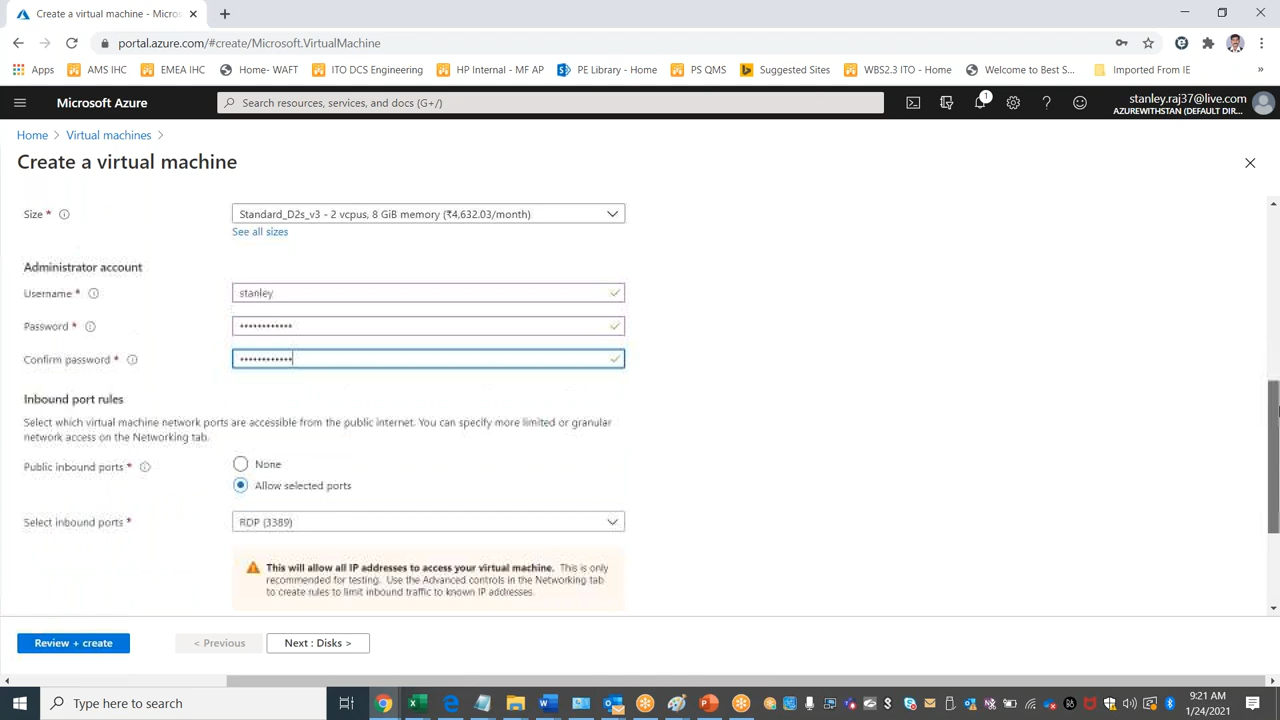 Create a virtual machine - Micros
portal.azure.com/#create/Microsoft.VirtualMachine
Apps
AMS IHC
EMEA IHC
Home- WAFT
ITO DCS Engineering
HP Internal - MF AP
PE Library - Home
PS QMS
Suggested Sites
WBS2.3 ITO - Home
Welcome to Best S...
Imported From IE
»
Microsoft Azure
Search resources, services, and docs (G+/)
1
stanley.raj37@live.com
AZUREWITHSTAN (DEFAULT DIR...
Home > Virtual machines >
Create a virtual machine
Size *
Standard_D2s_v3 - 2 vcpus, 8 GiB memory (₹4,632.03/month)
See all sizes
Administrator account
Username *
stanley
Password *
••••••••••••
Confirm password *
••••••••••••
Inbound port rules
Select which virtual machine network ports are accessible from the public internet. You can specify more limited or granular
network access on the Networking tab.
Public inbound ports *
None
Allow selected ports
Select inbound ports *
RDP (3389)
This will allow all IP addresses to access your virtual machine. This is only
recommended for testing. Use the Advanced controls in the Networking tab
to create rules to limit inbound traffic to known IP addresses.
Review + create
< Previous
Next : Disks >
Type here to search
9:21 AM
1/24/2021